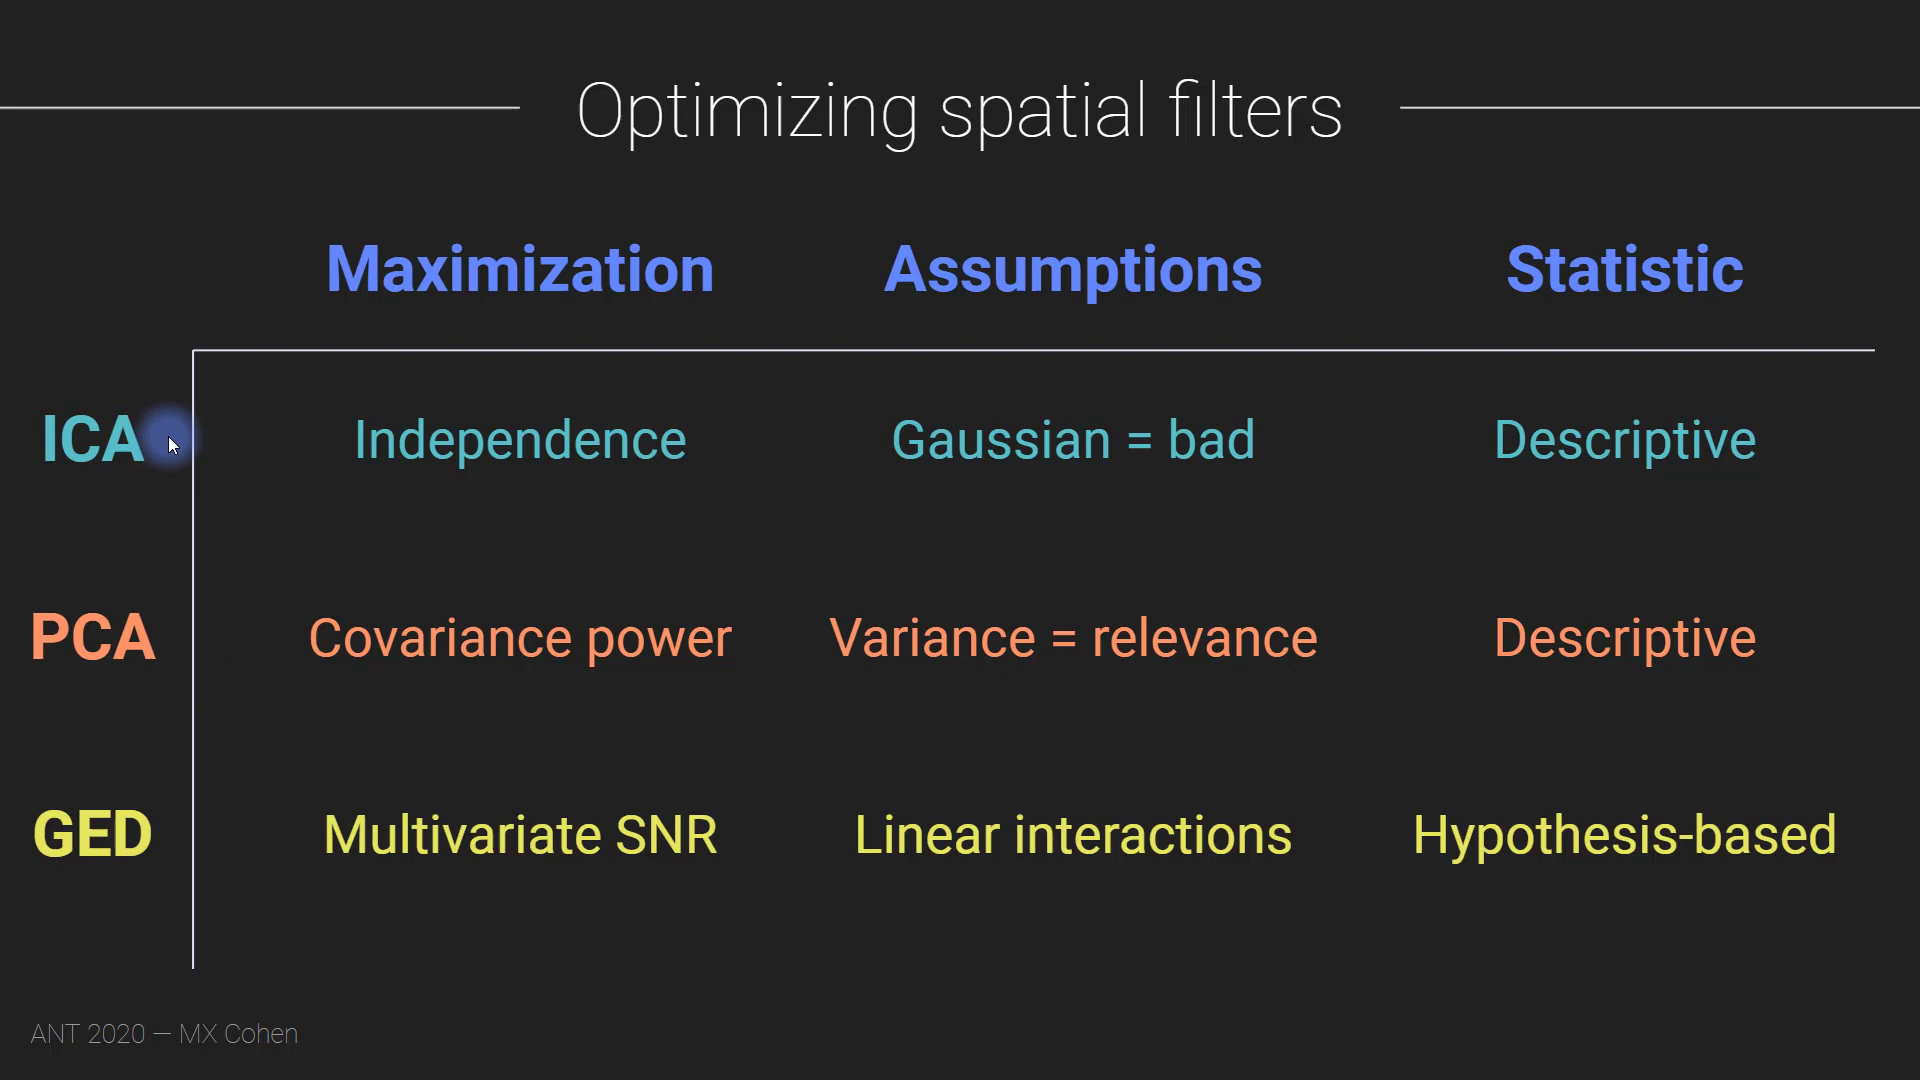 Optimizing spatial filters
Maximization Assumptions Statistic
ICA Independence Gaussian = bad Descriptive
PCA Covariance power Variance = relevance Descriptive
GED Multivariate SNR Linear interactions Hypothesis-based
ANT 2020 — MX Cohen